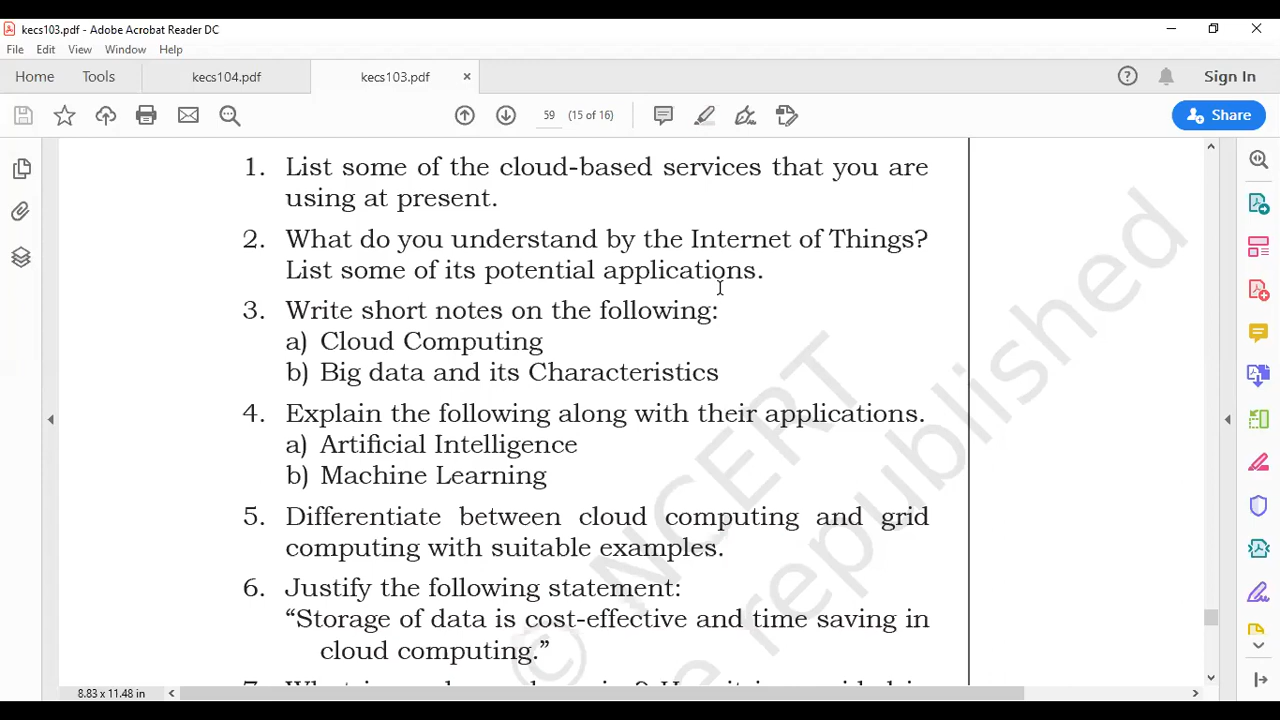 kecs103.pdf - Adobe Acrobat Reader DC
File Edit View Window Help
Home Tools kecs104.pdf kecs103.pdf × Sign In
59 (15 of 16) Share
1. List some of the cloud-based services that you are
using at present.
2. What do you understand by the Internet of Things?
List some of its potential applications.
3. Write short notes on the following:
a) Cloud Computing
b) Big data and its Characteristics
4. Explain the following along with their applications.
a) Artificial Intelligence
b) Machine Learning
5. Differentiate between cloud computing and grid
computing with suitable examples.
6. Justify the following statement:
“Storage of data is cost-effective and time saving in
cloud computing.”
© NCERT
be republished
8.83 x 11.48 in